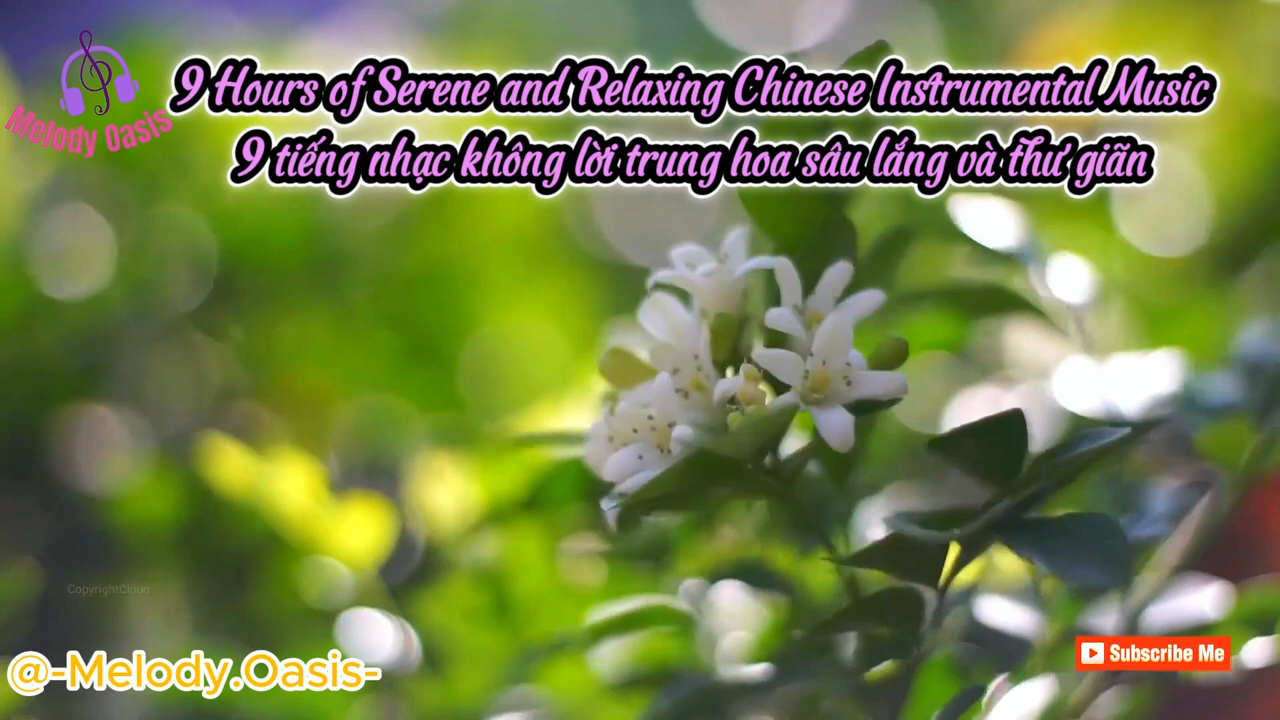 9 Hours of Serene and Relaxing Chinese Instrumental Music
Melody Oasis
9 tiếng nhạc không lời trung hoa sâu lắng và thư giãn
CopyrightCloud
@-Melody.Oasis-
Subscribe Me